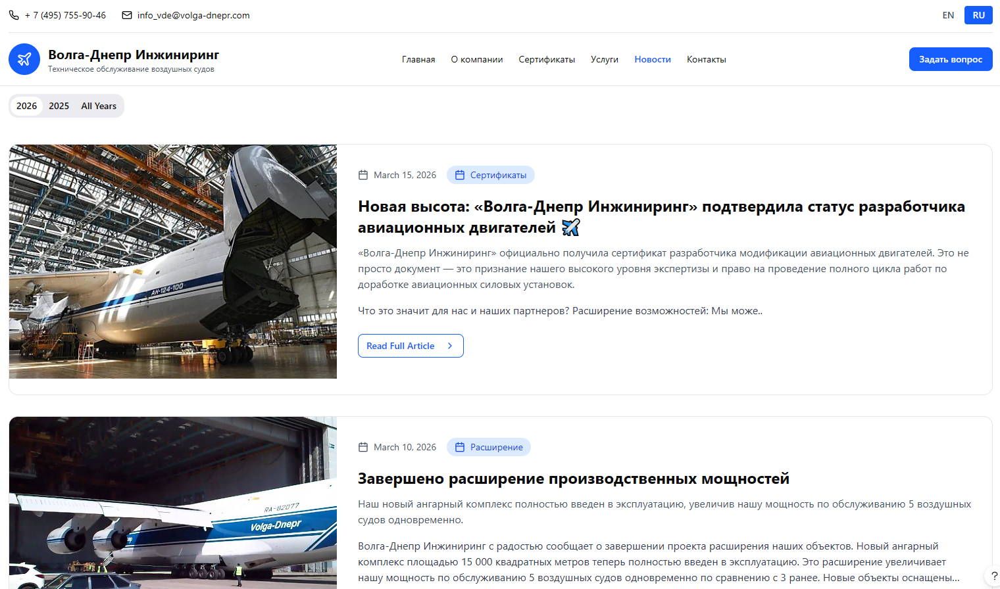 + 7 (495) 755-90-46
info_vde@volga-dnepr.com
EN
RU
Волга-Днепр Инжиниринг
Техническое обслуживание воздушных судов
Главная
О компании
Сертификаты
Услуги
Новости
Контакты
Задать вопрос
2026
2025
All Years
АН-124-100
March 15, 2026
Сертификаты
Новая высота: «Волга-Днепр Инжиниринг» подтвердила статус разработчика
авиационных двигателей ✈️
«Волга-Днепр Инжиниринг» официально получила сертификат разработчика модификации авиационных двигателей. Это не
просто документ — это признание нашего высокого уровня экспертизы и право на проведение полного цикла работ по
доработке авиационных силовых установок.
Что это значит для нас и наших партнеров? Расширение возможностей: Мы може..
Read Full Article
RA-82077
Volga-Dnepr
March 10, 2026
Расширение
Завершено расширение производственных мощностей
Наш новый ангарный комплекс полностью введен в эксплуатацию, увеличив нашу мощность по обслуживанию 5 воздушных
судов одновременно.
Волга-Днепр Инжиниринг с радостью сообщает о завершении проекта расширения наших объектов. Новый ангарный
комплекс площадью 15 000 квадратных метров теперь полностью введен в эксплуатацию. Это расширение увеличивает
нашу мощность по обслуживанию 5 воздушных судов одновременно по сравнению с 3 ранее. Новые объекты оснащены...
?